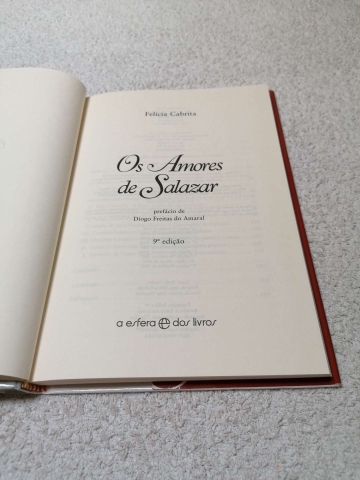 Felícia Cabrita
Os Amores
de Salazar
prefácio de
Diogo Freitas do Amaral
9ª edição
a esfera dos livros